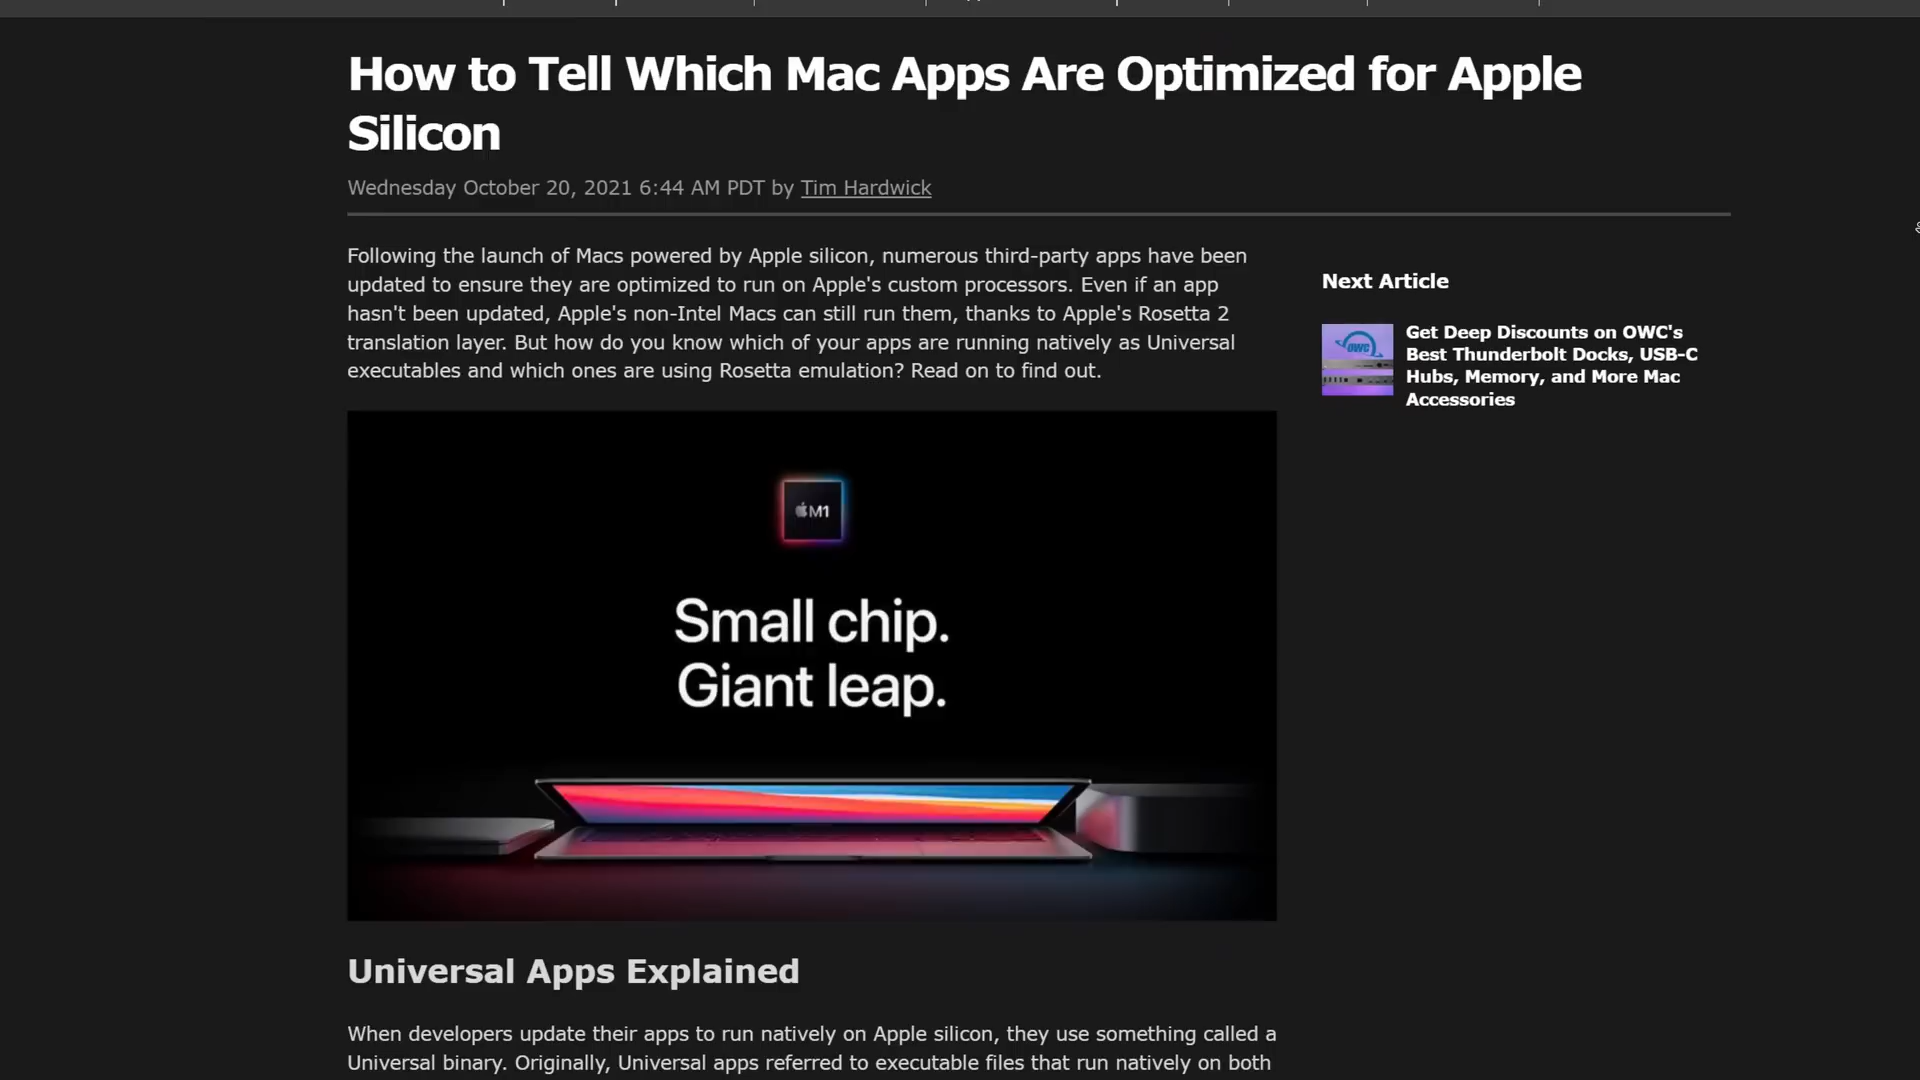 How to Tell Which Mac Apps Are Optimized for Apple
Silicon
Wednesday October 20, 2021 6:44 AM PDT by Tim Hardwick
Following the launch of Macs powered by Apple silicon, numerous third-party apps have been
updated to ensure they are optimized to run on Apple's custom processors. Even if an app
hasn't been updated, Apple's non-Intel Macs can still run them, thanks to Apple's Rosetta 2
translation layer. But how do you know which of your apps are running natively as Universal
executables and which ones are using Rosetta emulation? Read on to find out.
Next Article
OWC
Get Deep Discounts on OWC's
Best Thunderbolt Docks, USB-C
Hubs, Memory, and More Mac
Accessories
M1
Small chip.
Giant leap.
Universal Apps Explained
When developers update their apps to run natively on Apple silicon, they use something called a
Universal binary. Originally, Universal apps referred to executable files that run natively on both